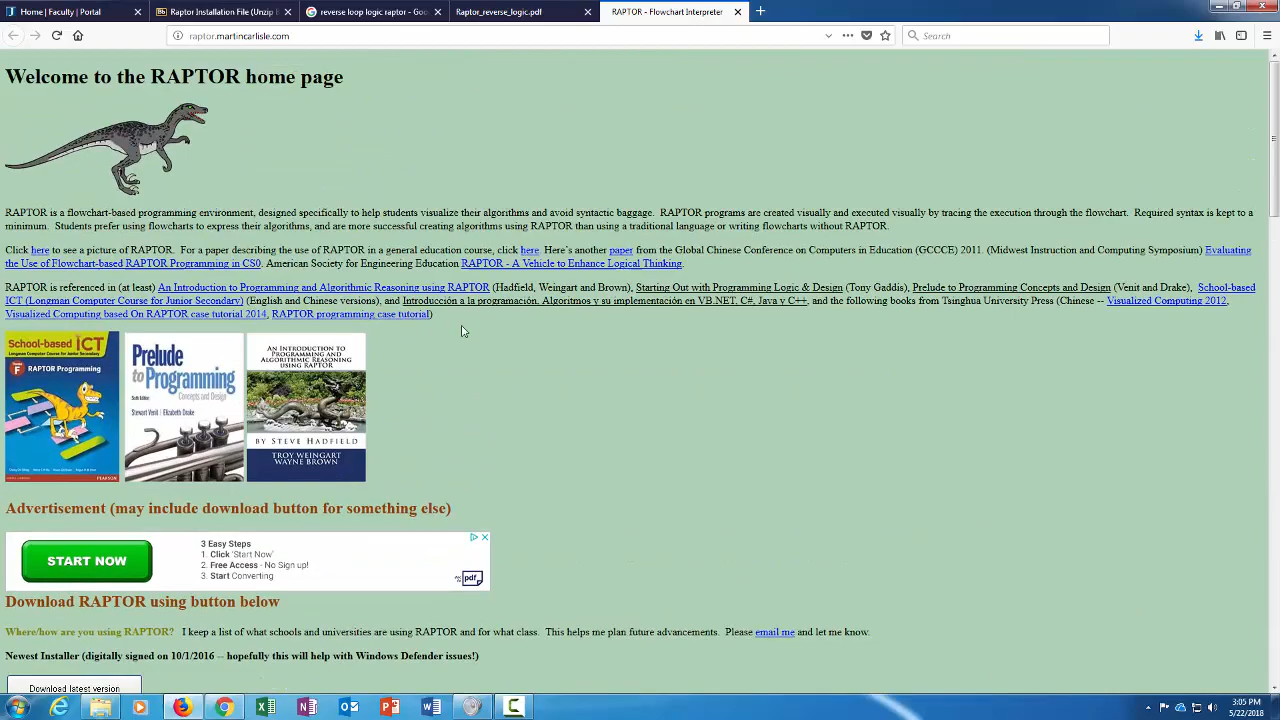 Home | Faculty | Portal
Raptor Installation File (Unzip B
reverse loop logic raptor - Goo
Raptor_reverse_logic.pdf
RAPTOR - Flowchart Interpreter
raptor.martincarlisle.com
Search
Welcome to the RAPTOR home page
RAPTOR is a flowchart-based programming environment, designed specifically to help students visualize their algorithms and avoid syntactic baggage. RAPTOR programs are created visually and executed visually by tracing the execution through the flowchart. Required syntax is kept to a
minimum. Students prefer using flowcharts to express their algorithms, and are more successful creating algorithms using RAPTOR than using a traditional language or writing flowcharts without RAPTOR.
Click here to see a picture of RAPTOR. For a paper describing the use of RAPTOR in a general education course, click here. Here's another paper from the Global Chinese Conference on Computers in Education (GCCCE) 2011. (Midwest Instruction and Computing Symposium) Evaluating
the Use of Flowchart-based RAPTOR Programming in CS0. American Society for Engineering Education RAPTOR - A Vehicle to Enhance Logical Thinking.
RAPTOR is referenced in (at least) An Introduction to Programming and Algorithmic Reasoning using RAPTOR (Hadfield, Weingart and Brown), Starting Out with Programming Logic & Design (Tony Gaddis), Prelude to Programming Concepts and Design (Venit and Drake), School-based
ICT (Longman Computer Course for Junior Secondary) (English and Chinese versions), and Introducción a la programación. Algoritmos y su implementación en VB.NET, C#, Java y C++, and the following books from Tsinghua University Press (Chinese -- Visualized Computing 2012,
Visualized Computing based On RAPTOR case tutorial 2014, RAPTOR programming case tutorial)
School-based ICT
Longman Computer Course for Junior Secondary
F RAPTOR Programming
PEARSON
Prelude
to Programming
Concepts and Design
Sixth Edition
Stewart Venit | Elizabeth Drake
AN INTRODUCTION TO
PROGRAMMING AND
ALGORITHMIC REASONING
USING RAPTOR
BY STEVE HADFIELD
TROY WEINGART
WAYNE BROWN
Advertisement (may include download button for something else)
START NOW
3 Easy Steps
1. Click 'Start Now'
2. Free Access - No Sign up!
3. Start Converting
pdf
Download RAPTOR using button below
Where/how are you using RAPTOR? I keep a list of what schools and universities are using RAPTOR and for what class. This helps me plan future advancements. Please email me and let me know.
Newest Installer (digitally signed on 10/1/2016 -- hopefully this will help with Windows Defender issues!)
Download latest version
3:05 PM
5/22/2018